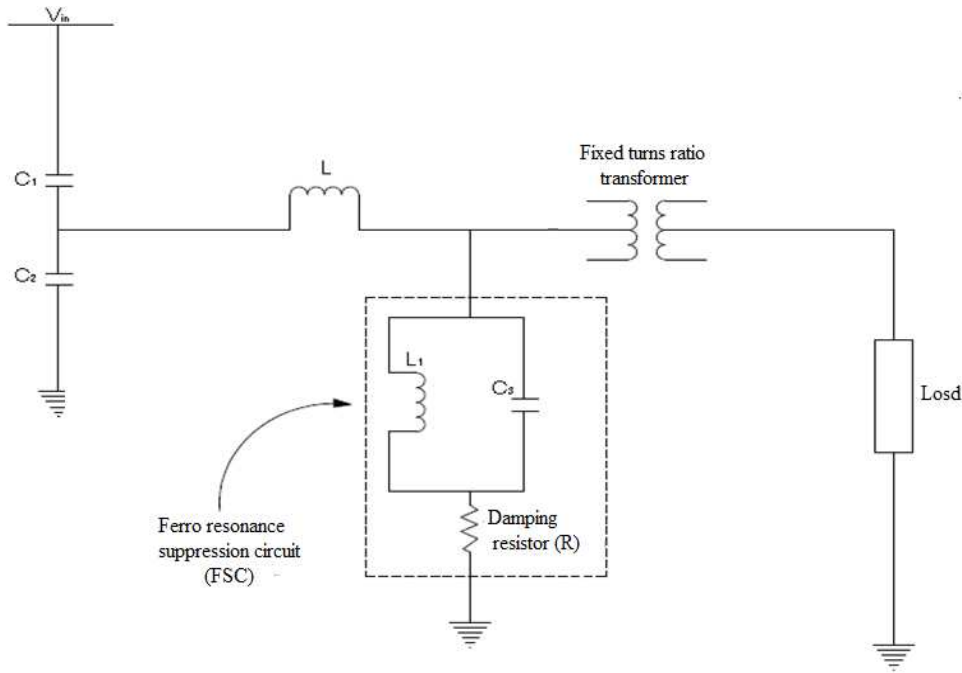 Vin
C1
L
Fixed turns ratio
transformer
C2
L1
C3
Losd
Ferro resonance
suppression circuit
(FSC)
Damping
resistor (R)